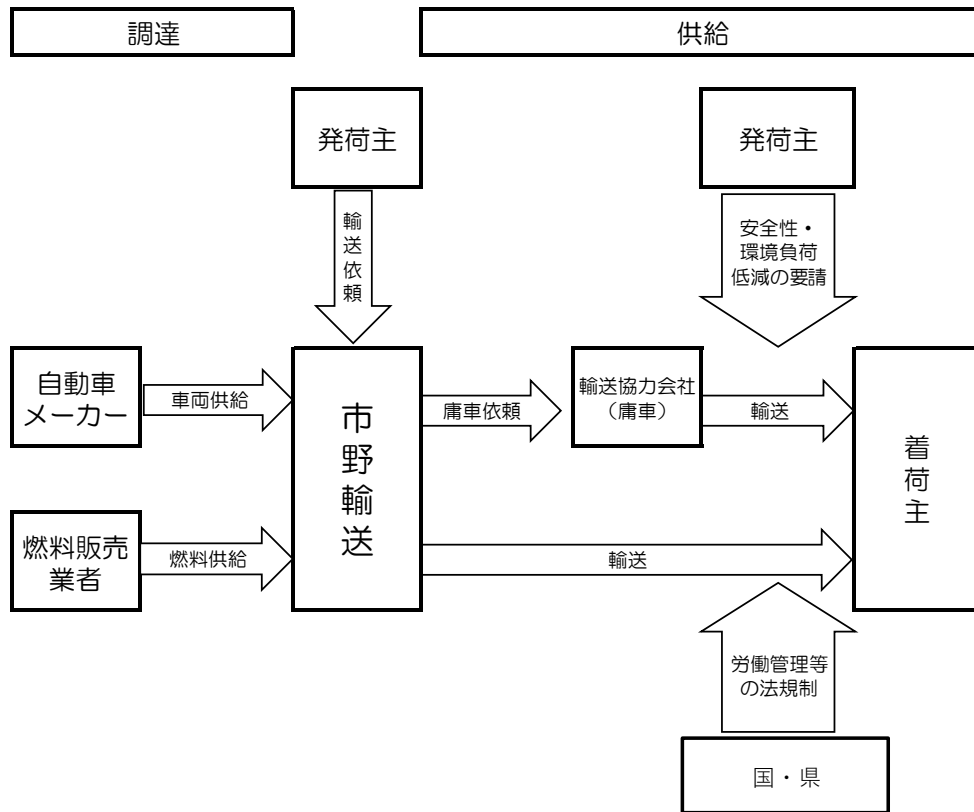 調達
供給
発荷主
発荷主
輸送依頼
安全性・
環境負荷
低減の要請
自動車
メーカー
車両供給
市野輸送
庸車依頼
輸送協力会社
（庸車）
輸送
着荷主
燃料販売
業者
燃料供給
輸送
労働管理等
の法規制
国・県